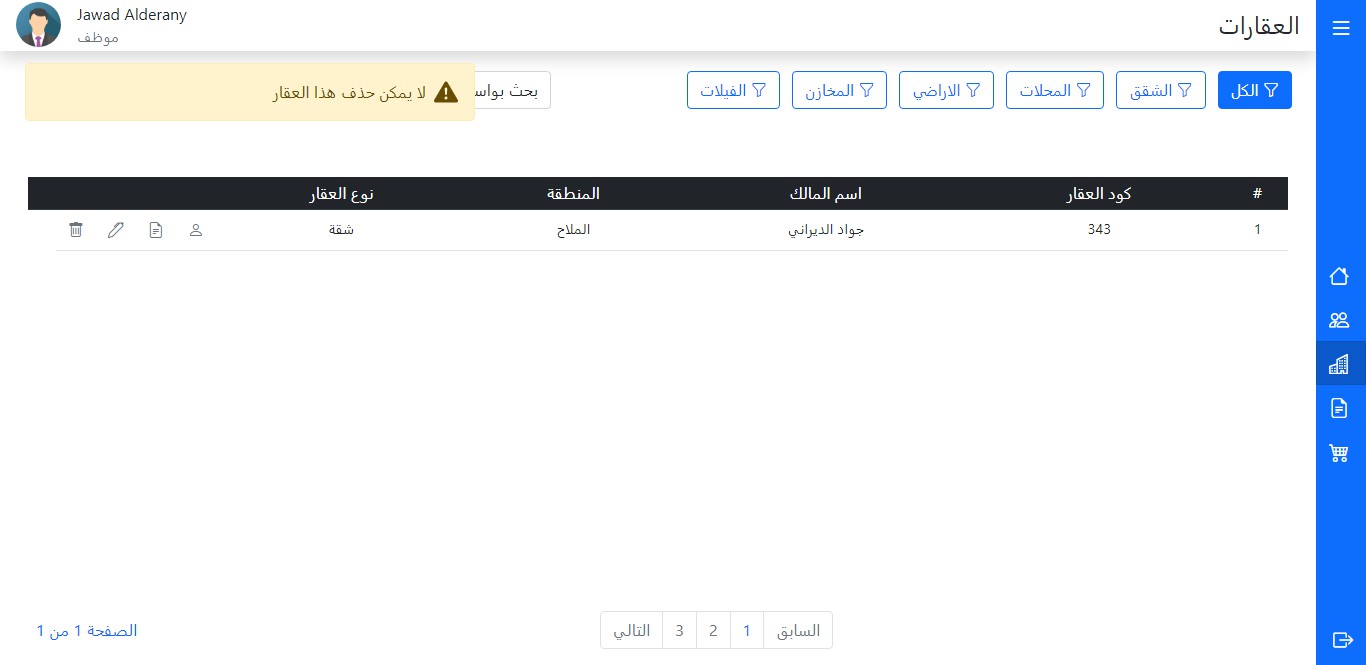 العقارات
Jawad Alderany
موظف
الكل
الشقق
المحلات
الاراضي
المخازن
الفيلات
بحث
لا يمكن حذف هذا العقار
# كود العقار اسم المالك المنطقة نوع العقار
1 343 جواد الديراني الملاح شقة
السابق 1 2 3 التالي
الصفحة 1 من 1